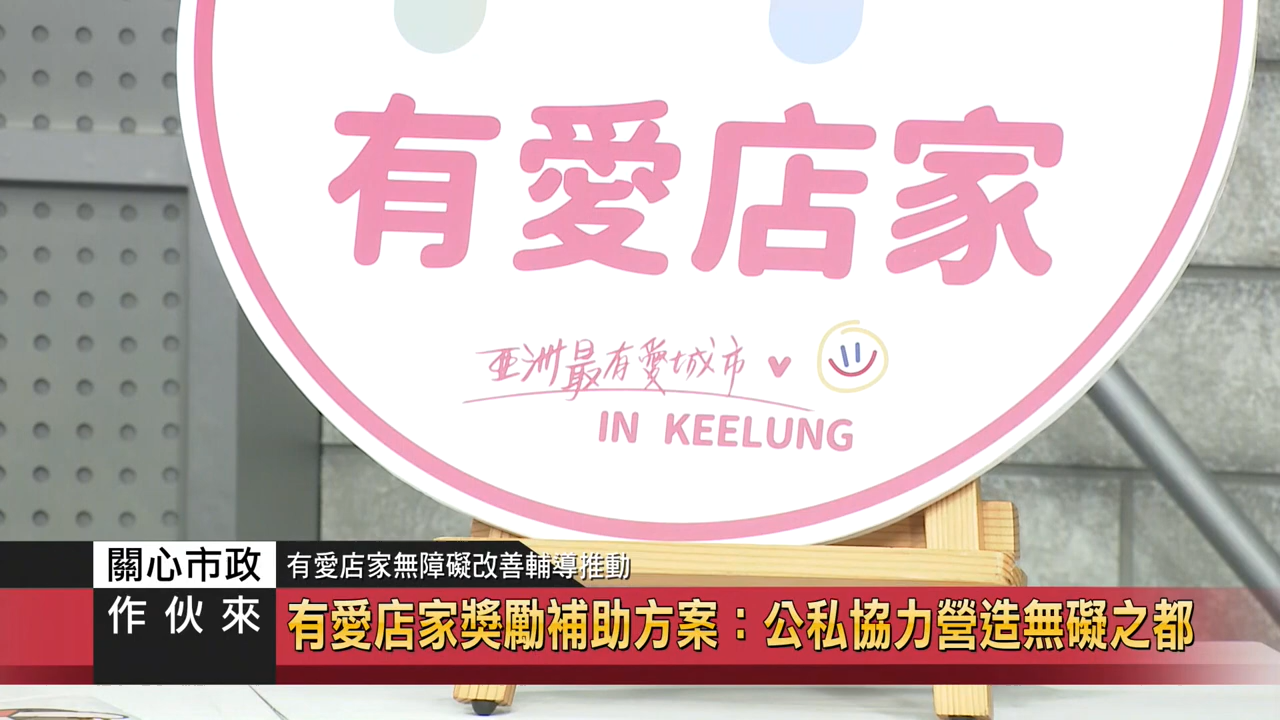 有愛店家
亞洲最有愛城市
IN KEELUNG
關心市政
有愛店家無障礙改善輔導推動
作伙來
有愛店家獎勵補助方案：公私協力營造無礙之都